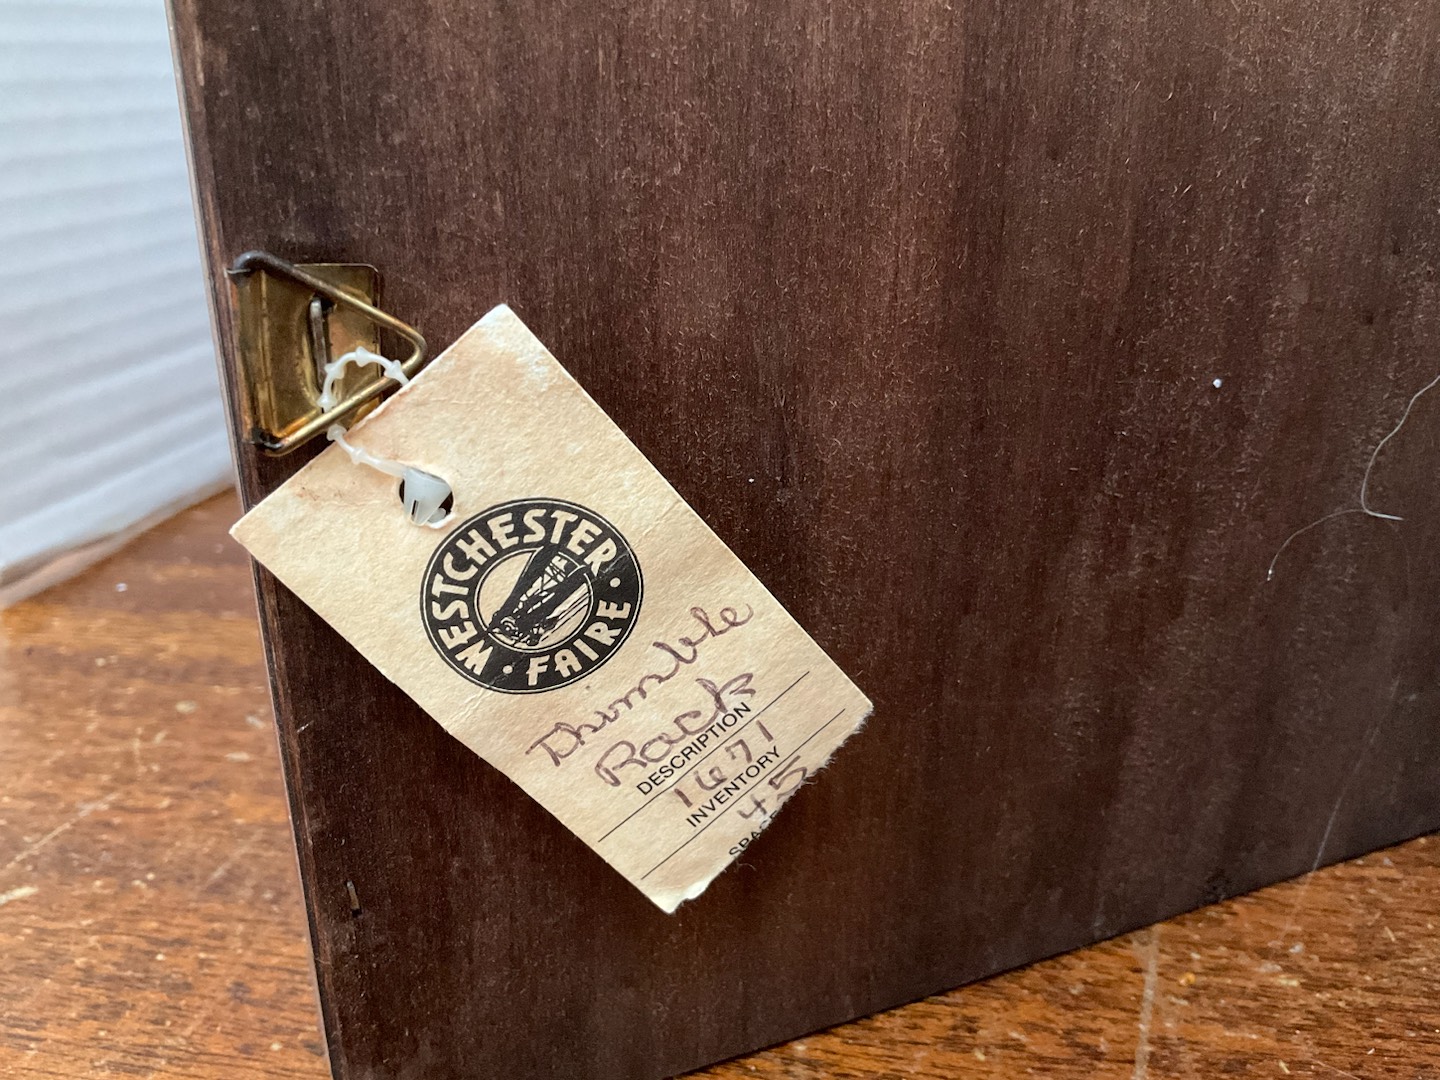 WESTCHESTER
· FAIRE ·
Thimble
Rack
DESCRIPTION
1671
INVENTORY
45